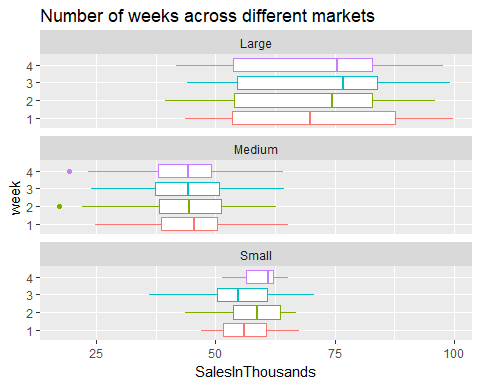 Number of weeks across different markets
Large
4
3
2
1
Medium
4
3
2
1
Small
4
3
2
1
week
25 50 75 100
SalesInThousands